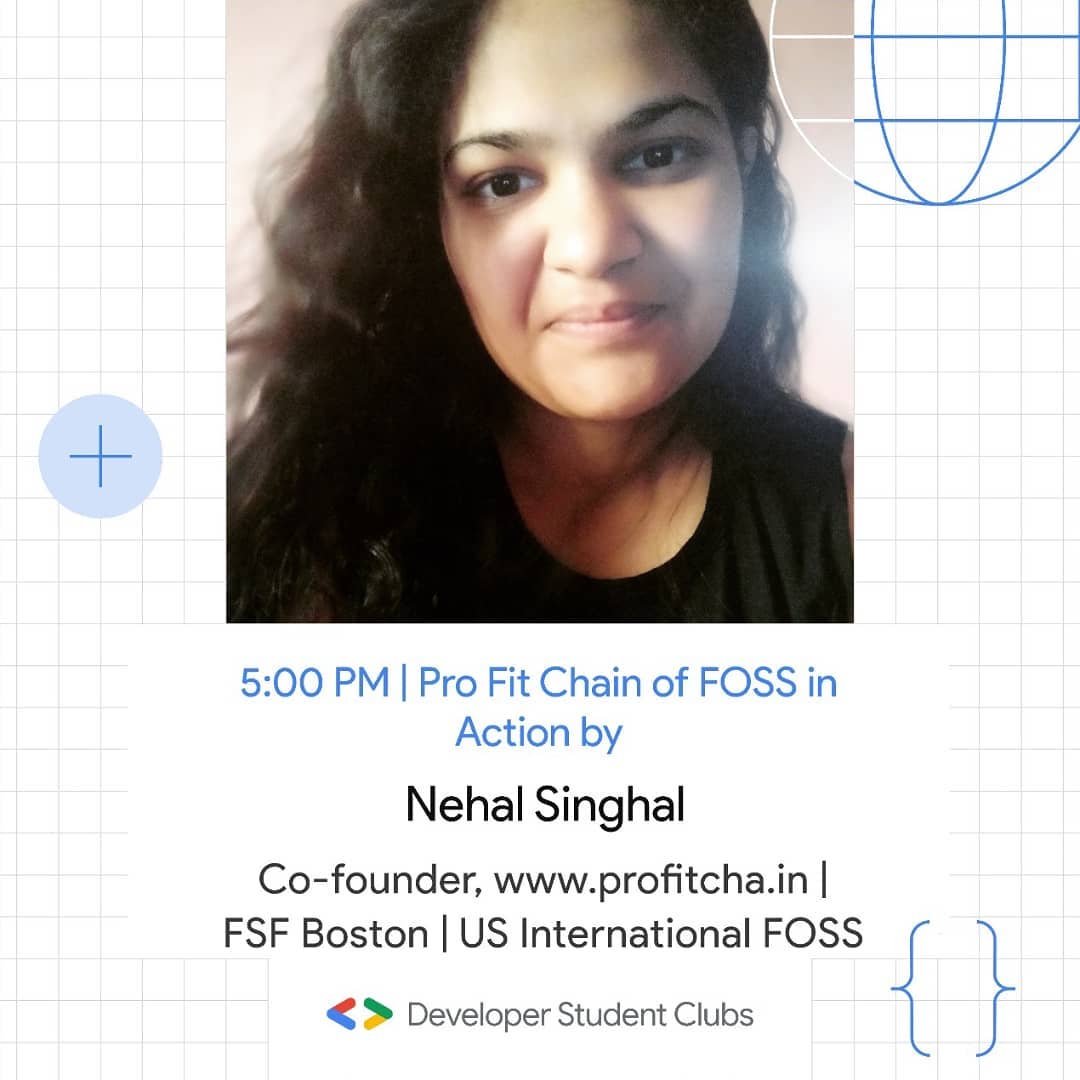 5:00 PM | Pro Fit Chain of FOSS in
Action by
Nehal Singhal
Co-founder, www.profitcha.in |
FSF Boston | US International FOSS
Developer Student Clubs